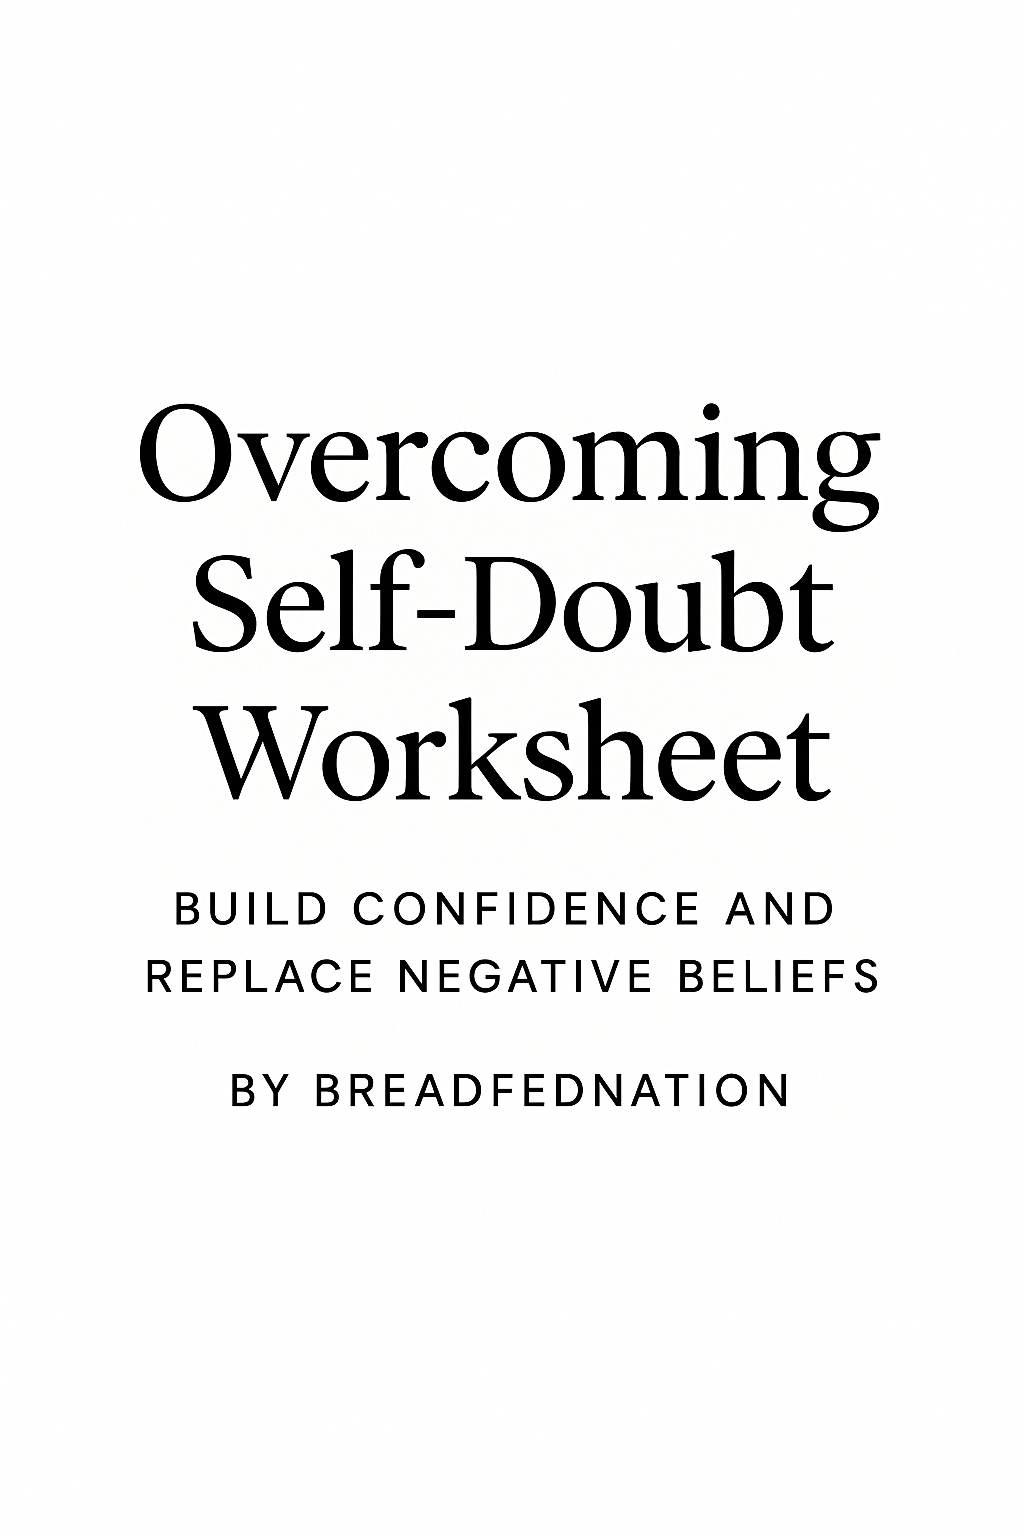 Overcoming
Self-Doubt
Worksheet
BUILD CONFIDENCE AND
REPLACE NEGATIVE BELIEFS
BY BREADFEDNATION